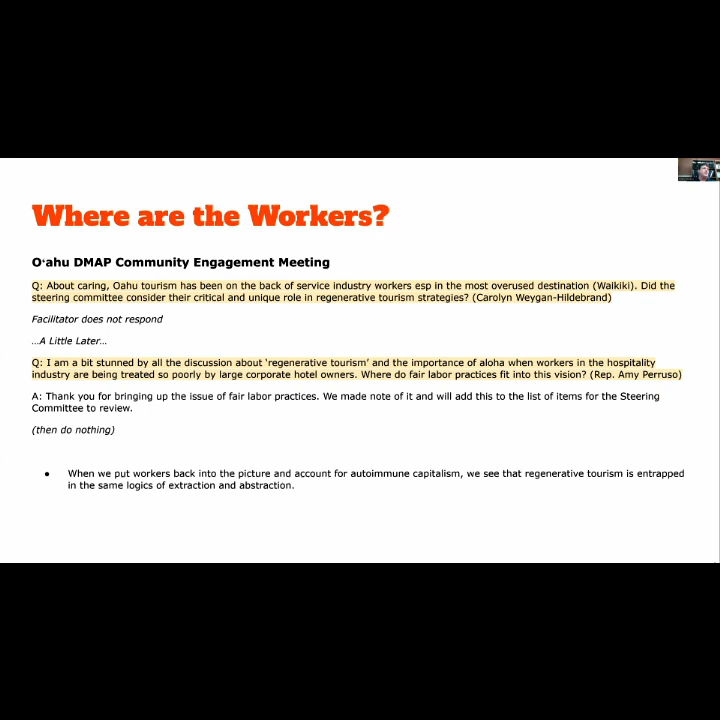 Where are the Workers?
Oʻahu DMAP Community Engagement Meeting
Q: About caring, Oahu tourism has been on the back of service industry workers esp in the most overused destination (Waikiki). Did the
steering committee consider their critical and unique role in regenerative tourism strategies? (Carolyn Weygan-Hildebrand)
Facilitator does not respond
...A Little Later...
Q: I am a bit stunned by all the discussion about ‘regenerative tourism’ and the importance of aloha when workers in the hospitality
industry are being treated so poorly by large corporate hotel owners. Where do fair labor practices fit into this vision? (Rep. Amy Perruso)
A: Thank you for bringing up the issue of fair labor practices. We made note of it and will add this to the list of items for the Steering
Committee to review.
(then do nothing)
● When we put workers back into the picture and account for autoimmune capitalism, we see that regenerative tourism is entrapped
in the same logics of extraction and abstraction.